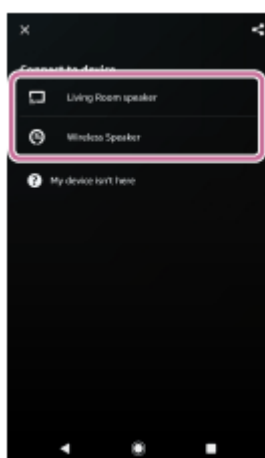 Connect to device
Living Room speaker
Wireless Speaker
My device isn't here